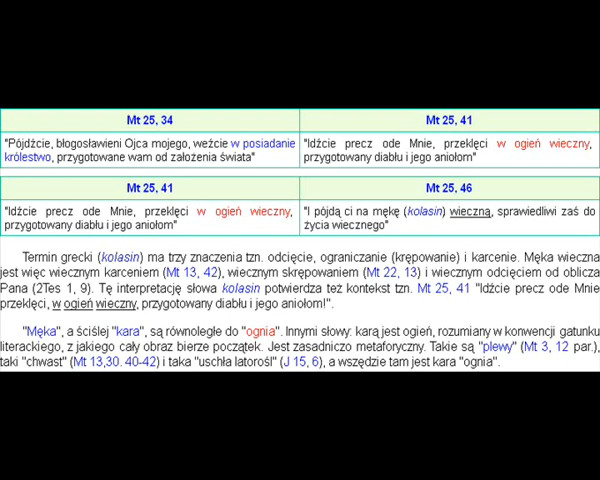 Mt 25, 34
Mt 25, 41
"Pójdźcie, błogosławieni Ojca mojego, weźcie w posiadanie
królestwo, przygotowane wam od założenia świata"
"Idźcie precz ode Mnie, przeklęci w ogień wieczny,
przygotowany diabłu i jego aniołom"
Mt 25, 41
Mt 25, 46
"Idźcie precz ode Mnie, przeklęci w ogień wieczny,
przygotowany diabłu i jego aniołom"
"I pójdą ci na mękę (kolasin) wieczną, sprawiedliwi zaś do
życia wiecznego"
Termin grecki (kolasin) ma trzy znaczenia tzn. odcięcie, ograniczanie (krępowanie) i karcenie. Męka wieczna
jest więc wiecznym karceniem (Mt 13, 42), wiecznym skrępowaniem (Mt 22, 13) i wiecznym odcięciem od oblicza
Pana (2Tes 1, 9). Tę interpretację słowa kolasin potwierdza też kontekst tzn. Mt 25, 41 "Idźcie precz ode Mnie
przeklęci, w ogień wieczny, przygotowany diabłu i jego aniołom!".
"Męka", a ściślej "kara", są równoległe do "ognia". Innymi słowy: karą jest ogień, rozumiany w konwencji gatunku
literackiego, z jakiego cały obraz bierze początek. Jest zasadniczo metaforyczny. Takie są "plewy" (Mt 3, 12 par.),
taki "chwast" (Mt 13,30. 40-42) i taka "uschła latorośl" (J 15, 6), a wszędzie tam jest kara "ognia".